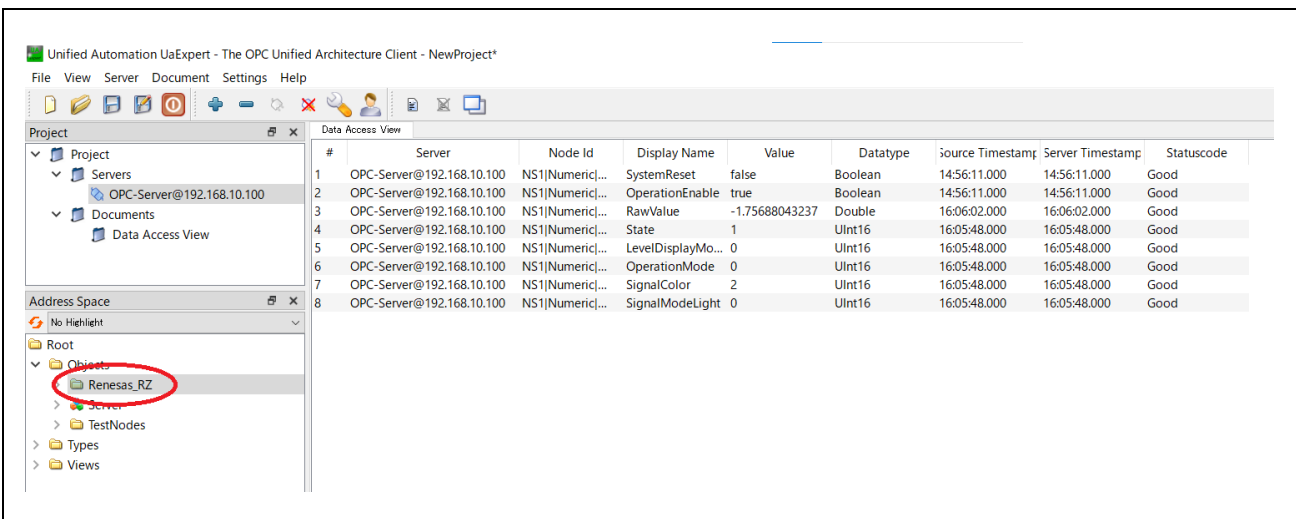 Unified Automation UaExpert - The OPC Unified Architecture Client - NewProject*
File View Server Document Settings Help
Project
Project
Servers
OPC-Server@192.168.10.100
Documents
Data Access View
Address Space
No Highlight
Root
Objects
Renesas_RZ
Server
TestNodes
Types
Views
Data Access View
# Server Node Id Display Name Value Datatype Source Timestamp Server Timestamp Statuscode
1 OPC-Server@192.168.10.100 NS1|Numeric|... SystemReset false Boolean 14:56:11.000 14:56:11.000 Good
2 OPC-Server@192.168.10.100 NS1|Numeric|... OperationEnable true Boolean 14:56:11.000 14:56:11.000 Good
3 OPC-Server@192.168.10.100 NS1|Numeric|... RawValue -1.75688043237 Double 16:06:02.000 16:06:02.000 Good
4 OPC-Server@192.168.10.100 NS1|Numeric|... State 1 UInt16 16:05:48.000 16:05:48.000 Good
5 OPC-Server@192.168.10.100 NS1|Numeric|... LevelDisplayMo... 0 UInt16 16:05:48.000 16:05:48.000 Good
6 OPC-Server@192.168.10.100 NS1|Numeric|... OperationMode 0 UInt16 16:05:48.000 16:05:48.000 Good
7 OPC-Server@192.168.10.100 NS1|Numeric|... SignalColor 2 UInt16 16:05:48.000 16:05:48.000 Good
8 OPC-Server@192.168.10.100 NS1|Numeric|... SignalModeLight 0 UInt16 16:05:48.000 16:05:48.000 Good